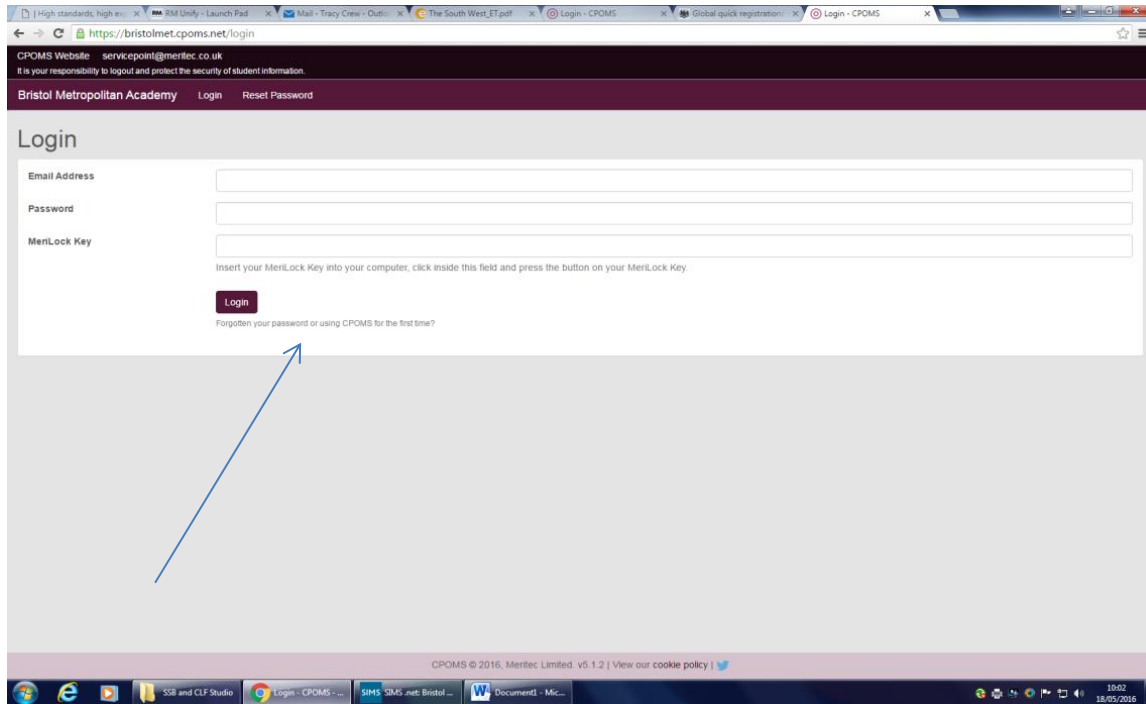 | High standards, high ex
RM RM Unify - Launch Pad
Mail - Tracy Crew - Outlo
The South West_ET.pdf
Login - CPOMS
Global quick registration
Login - CPOMS
https://bristolmet.cpoms.net/login
CPOMS Website servicepoint@meritec.co.uk
It is your responsibility to logout and protect the security of student information.
Bristol Metropolitan Academy Login Reset Password
Login
Email Address
Password
MeriLock Key
Insert your MeriLock Key into your computer, click inside this field and press the button on your MeriLock Key.
Login
Forgotten your password or using CPOMS for the first time?
CPOMS © 2016, Meritec Limited. v5.1.2 | View our cookie policy |
SSB and CLF Studio
Login - CPOMS - ...
SIMS SIMS .net: Bristol ...
Document1 - Mic...
10:02
18/05/2016